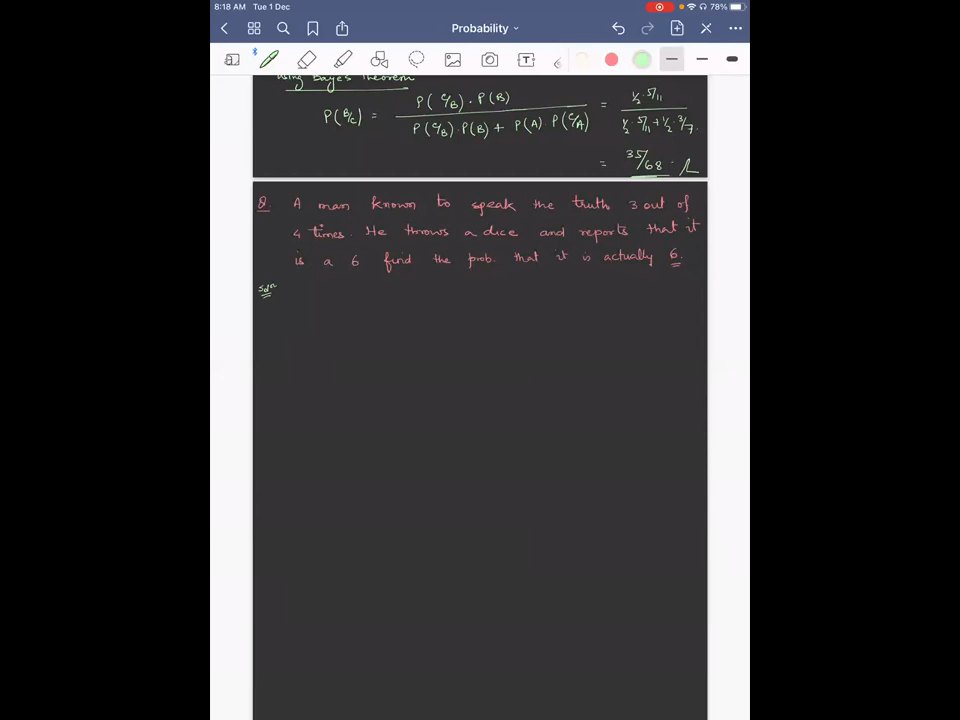 8:18 AM Tue 1 Dec 78%
Probability
using Bayes Theorem
P(B/C) = P(C/B) . P(B) / P(C/B) . P(B) + P(A) P(C/A) = 1/2 . 5/11 / 1/2 . 5/11 + 1/2 . 3/7 .
= 35/68 .
Q. A man known to speak the truth 3 out of
4 times. He throws a dice and reports that it
is a 6 find the prob. that it is actually 6.
Soln